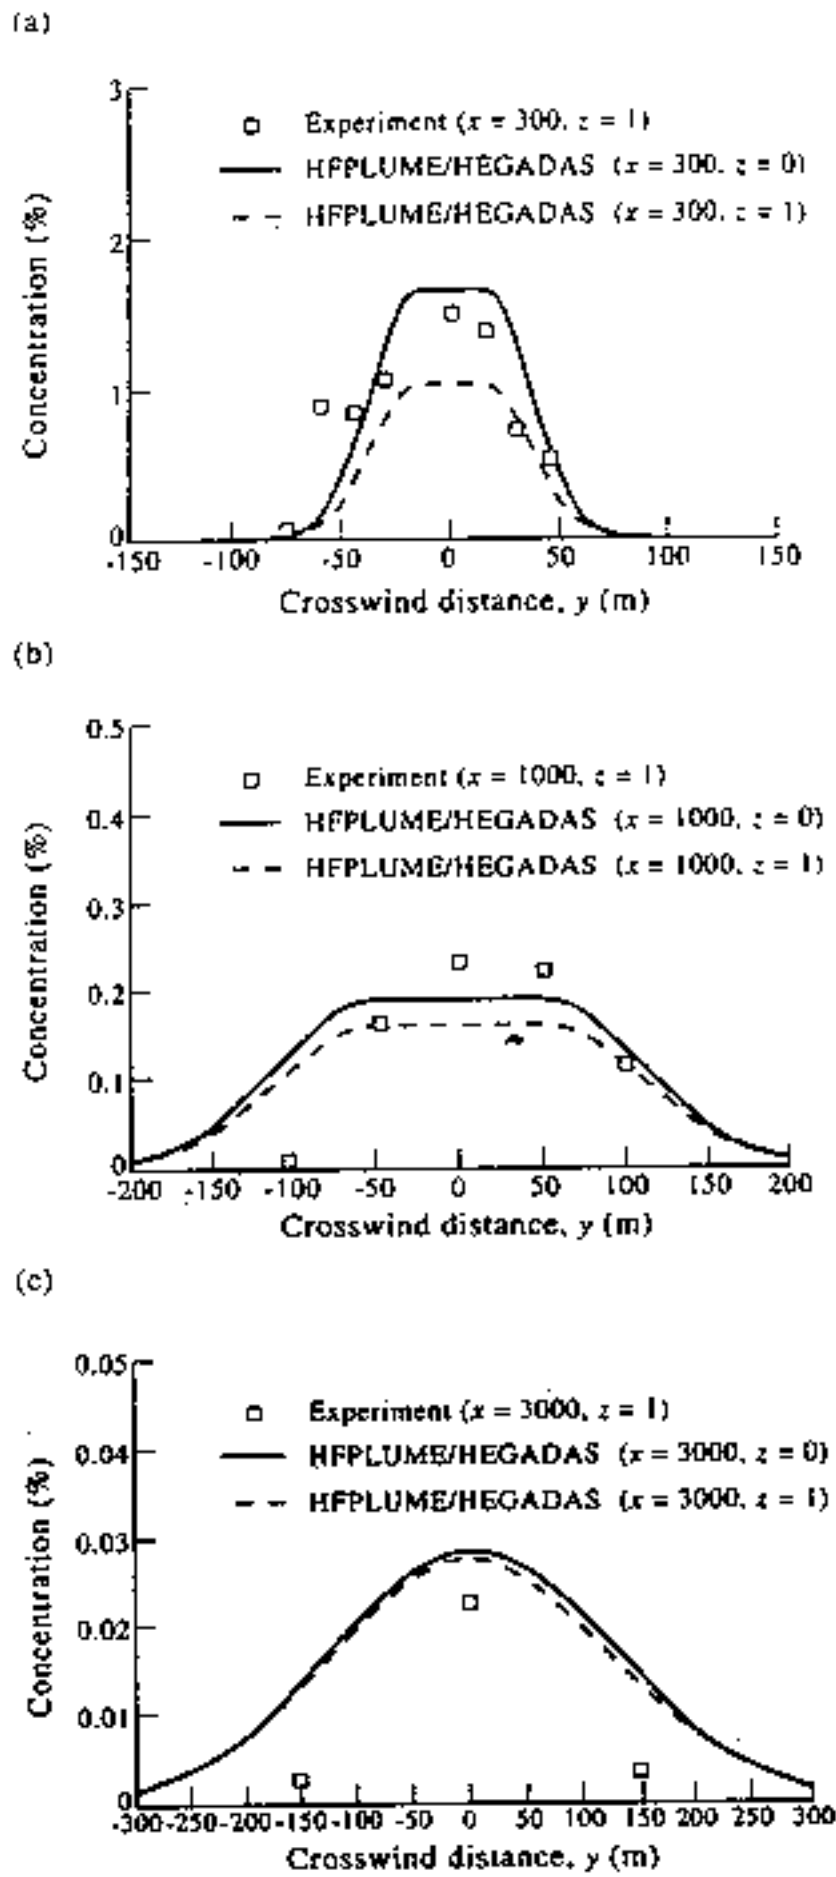 (a)
3
Experiment (x = 300, z = 1)
HFPLUME/HEGADAS (x = 300, z = 0)
HFPLUME/HEGADAS (x = 300, z = 1)
2
1
0
Concentration (%)
-150 -100 -50 0 50 100 150
Crosswind distance, y (m)
(b)
0.5
Experiment (x = 1000, z = 1)
0.4
HFPLUME/HEGADAS (x = 1000, z = 0)
HFPLUME/HEGADAS (x = 1000, z = 1)
0.3
0.2
0.1
0
Concentration (%)
-200 -150 -100 -50 0 50 100 150 200
Crosswind distance, y (m)
(c)
0.05
Experiment (x = 3000, z = 1)
0.04
HFPLUME/HEGADAS (x = 3000, z = 0)
HFPLUME/HEGADAS (x = 3000, z = 1)
0.03
0.02
0.01
0
Concentration (%)
-300 -250 -200 -150 -100 -50 0 50 100 150 200 250 300
Crosswind distance, y (m)